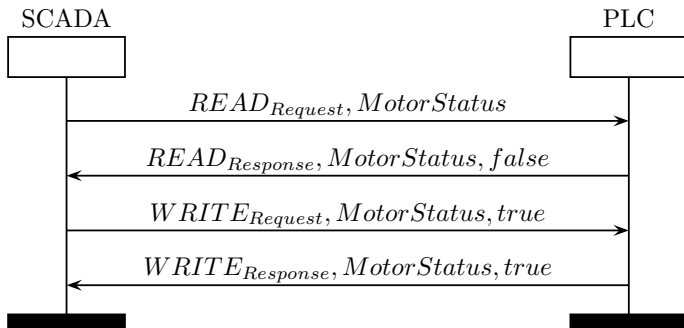 SCADA PLC
READ_Request, MotorStatus
READ_Response, MotorStatus, false
WRITE_Request, MotorStatus, true
WRITE_Response, MotorStatus, true